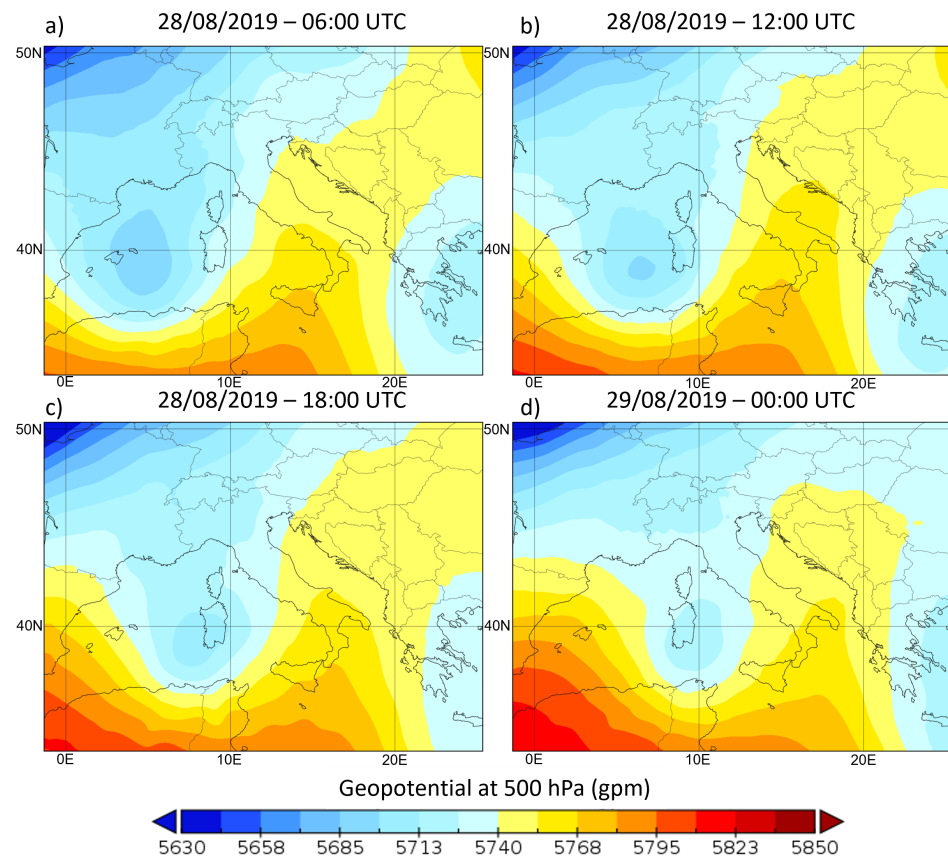 a) 28/08/2019 – 06:00 UTC
b) 28/08/2019 – 12:00 UTC
50N 50N
40N 40N
0E 10E 20E 0E 10E 20E
c) 28/08/2019 – 18:00 UTC
d) 29/08/2019 – 00:00 UTC
50N 50N
40N 40N
0E 10E 20E 0E 10E 20E
Geopotential at 500 hPa (gpm)
5630 5658 5685 5713 5740 5768 5795 5823 5850